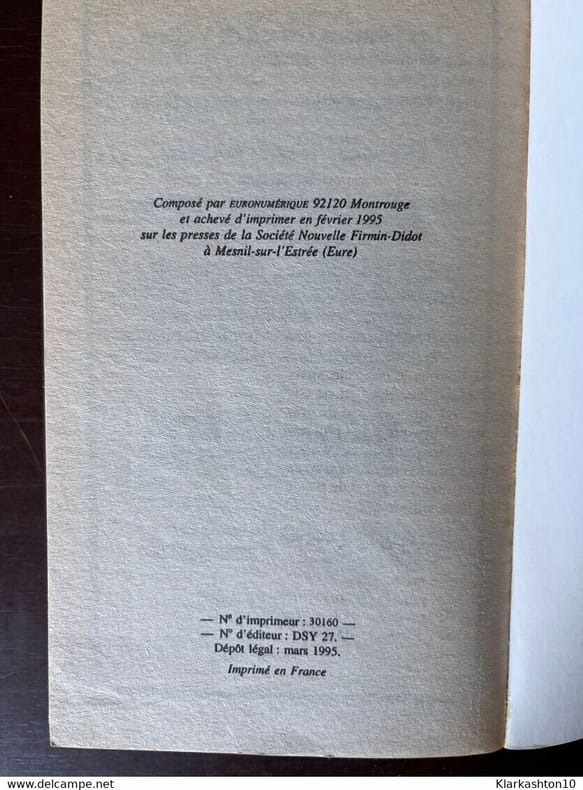 Composé par EURONUMÉRIQUE 92120 Montrouge
et achevé d'imprimer en février 1995
sur les presses de la Société Nouvelle Firmin-Didot
à Mesnil-sur-l'Estrée (Eure)
— N° d'imprimeur : 30160 —
— N° d'éditeur : DSY 27. —
Dépôt légal : mars 1995.
Imprimé en France
www.delcampe.net
Klarkashton10